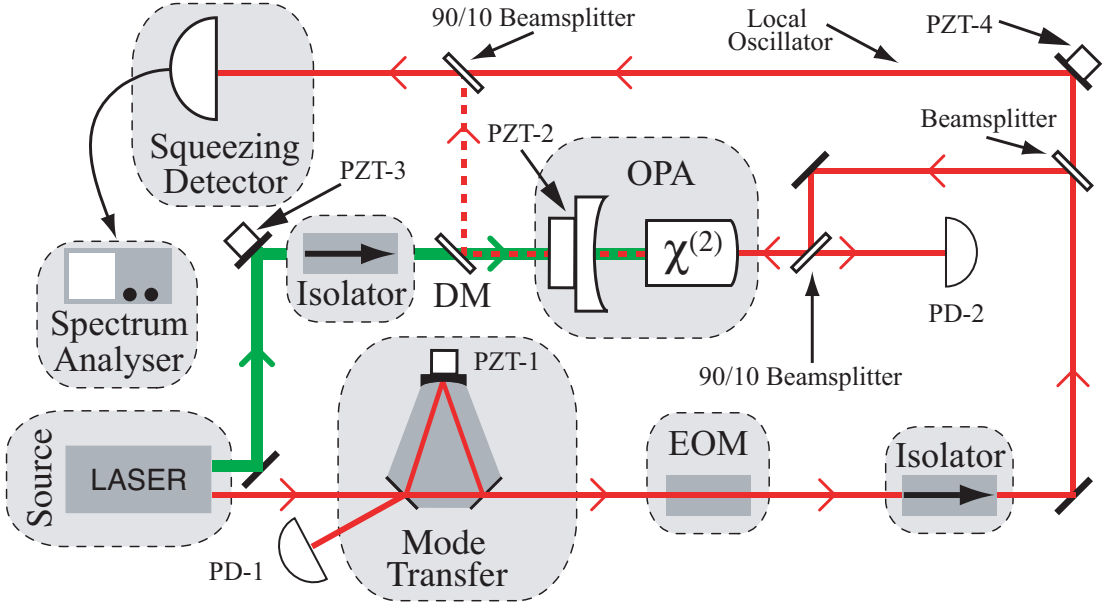 90/10 Beamsplitter
Local
Oscillator
PZT-4
Squeezing
Detector
PZT-3
PZT-2
OPA
Beamsplitter
χ(2)
Isolator
DM
PD-2
Spectrum
Analyser
PZT-1
90/10 Beamsplitter
Source
LASER
EOM
Isolator
PD-1
Mode
Transfer